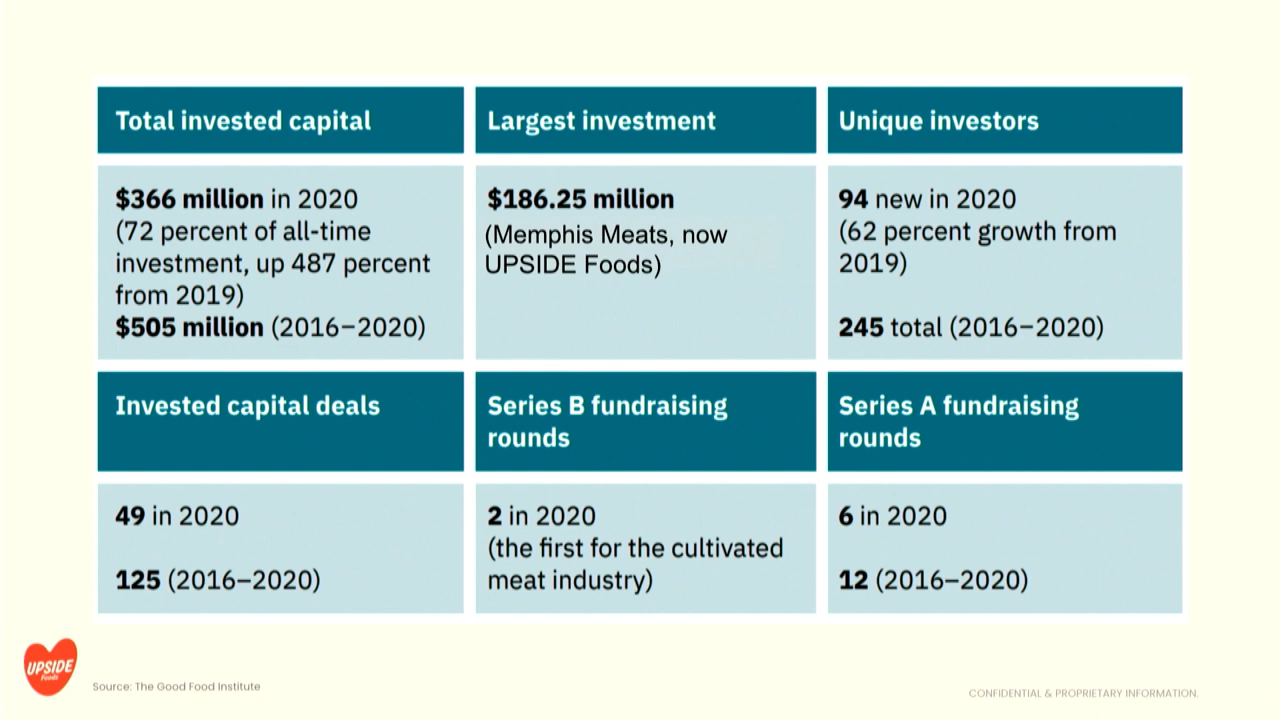 Total invested capital
Largest investment
Unique investors
$366 million in 2020
(72 percent of all-time
investment, up 487 percent
from 2019)
$505 million (2016–2020)
$186.25 million
(Memphis Meats, now
UPSIDE Foods)
94 new in 2020
(62 percent growth from
2019)
245 total (2016–2020)
Invested capital deals
Series B fundraising
rounds
Series A fundraising
rounds
49 in 2020
125 (2016–2020)
2 in 2020
(the first for the cultivated
meat industry)
6 in 2020
12 (2016–2020)
UPSIDE
Foods
Source: The Good Food Institute
CONFIDENTIAL & PROPRIETARY INFORMATION.